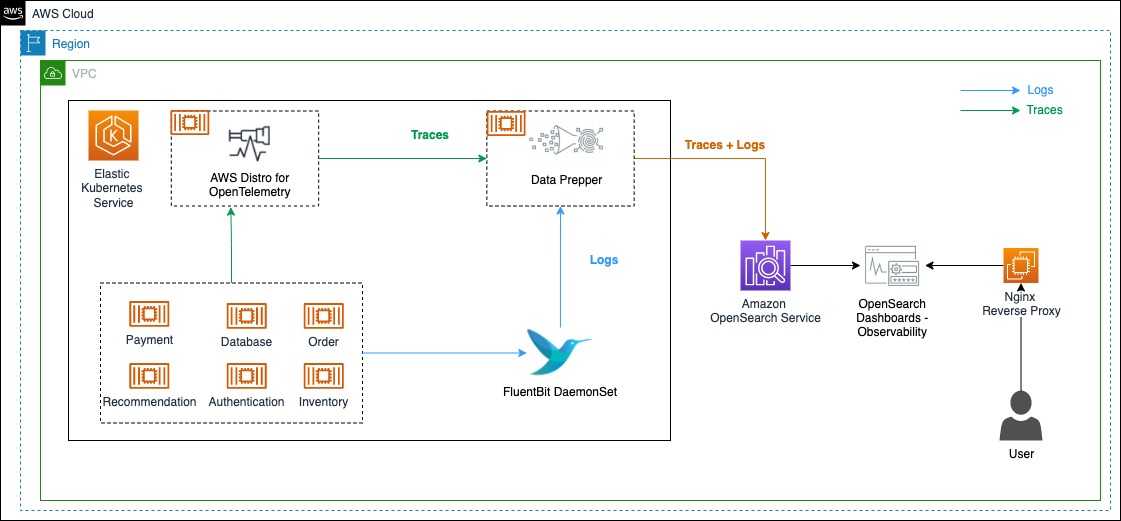 aws
AWS Cloud
Region
VPC
Logs
Traces
Elastic
Kubernetes
Service
K
AWS Distro for
OpenTelemetry
Traces
Data Prepper
Traces + Logs
Logs
Amazon
OpenSearch Service
OpenSearch
Dashboards -
Observability
Nginx
Reverse Proxy
Payment
Database
Order
Recommendation
Authentication
Inventory
FluentBit DaemonSet
User